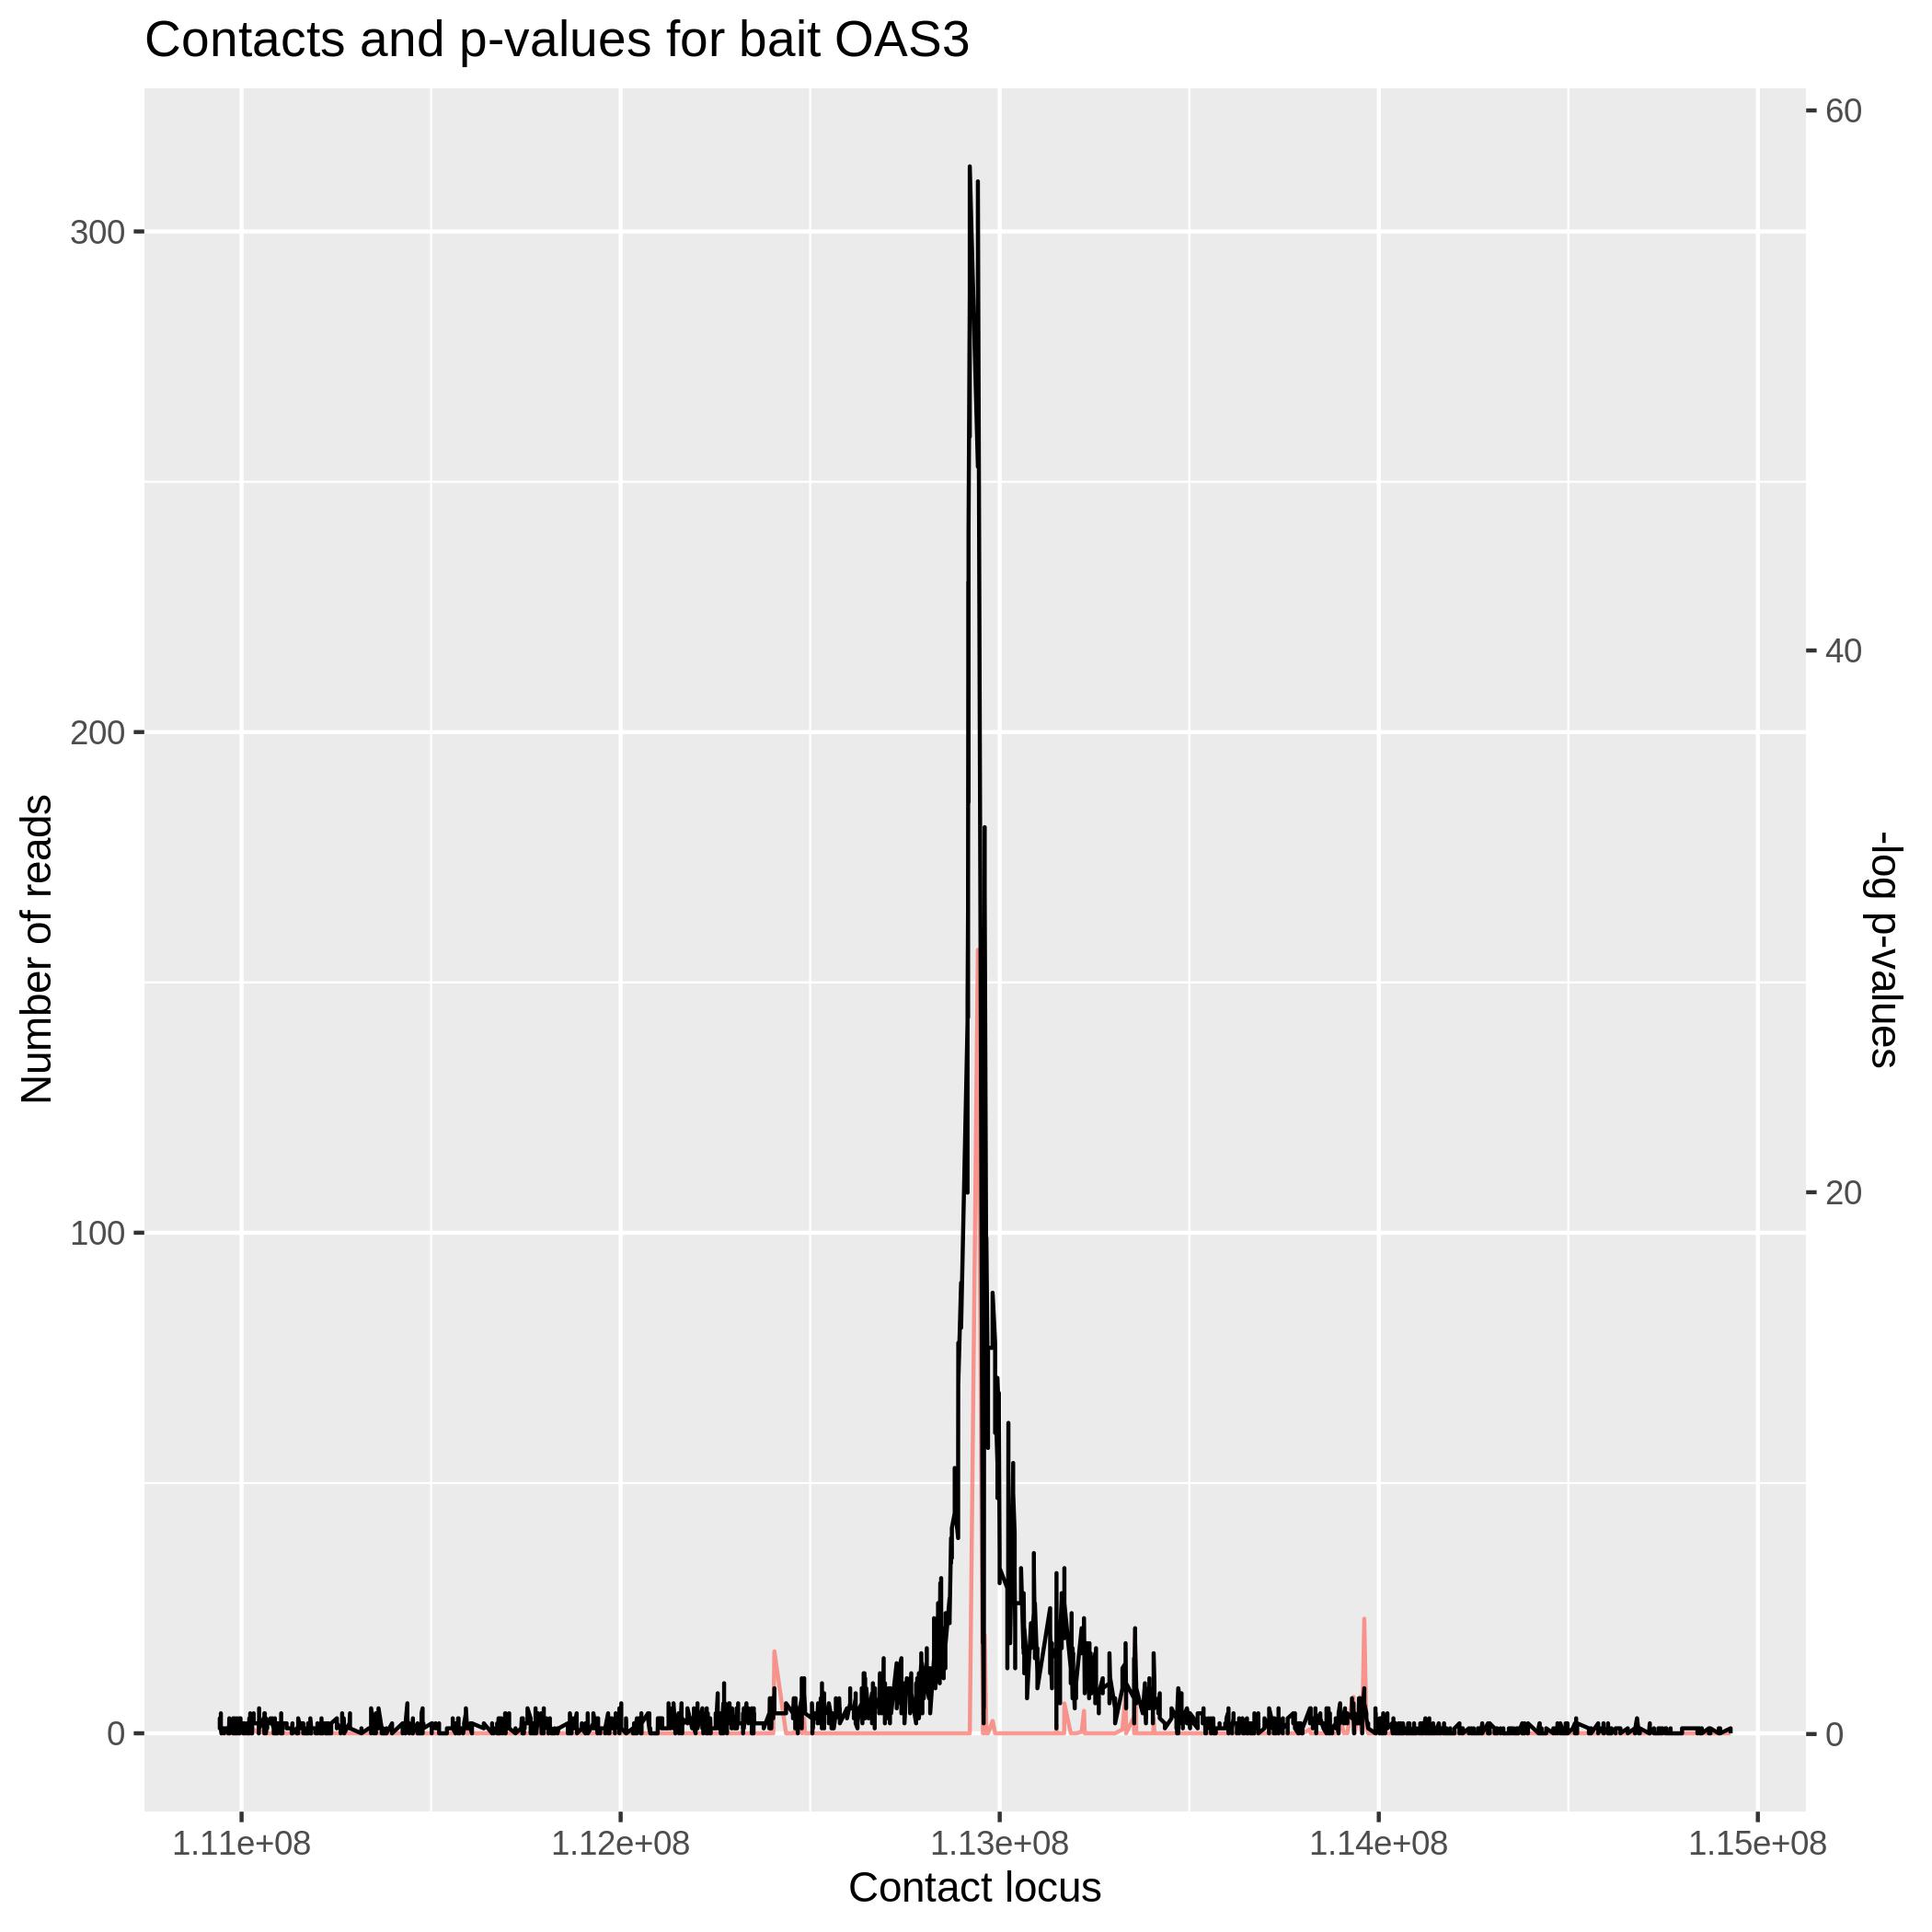 Contacts and p-values for bait OAS3
60
300
40
200
Number of reads
-log p-values
20
100
0
0
1.11e+08
1.12e+08
1.13e+08
1.14e+08
1.15e+08
Contact locus